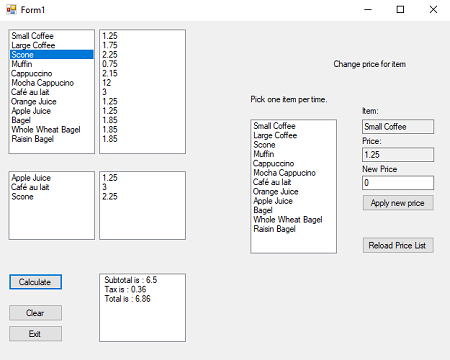 Form1
Small Coffee 1.25
Large Coffee 1.75
Scone 2.25
Muffin 0.75
Cappuccino 2.15
Mocha Cappucino 12
Café au lait 3
Orange Juice 1.25
Apple Juice 1.25
Bagel 1.85
Whole Wheat Bagel 1.85
Raisin Bagel 1.85
Apple Juice 1.25
Café au lait 3
Scone 2.25
Calculate
Clear
Exit
Subtotal is : 6.5
Tax is : 0.36
Total is : 6.86
Change price for item
Pick one item per time.
Small Coffee
Large Coffee
Scone
Muffin
Cappuccino
Mocha Cappucino
Café au lait
Orange Juice
Apple Juice
Bagel
Whole Wheat Bagel
Raisin Bagel
Item:
Small Coffee
Price:
1.25
New Price
0
Apply new price
Reload Price List